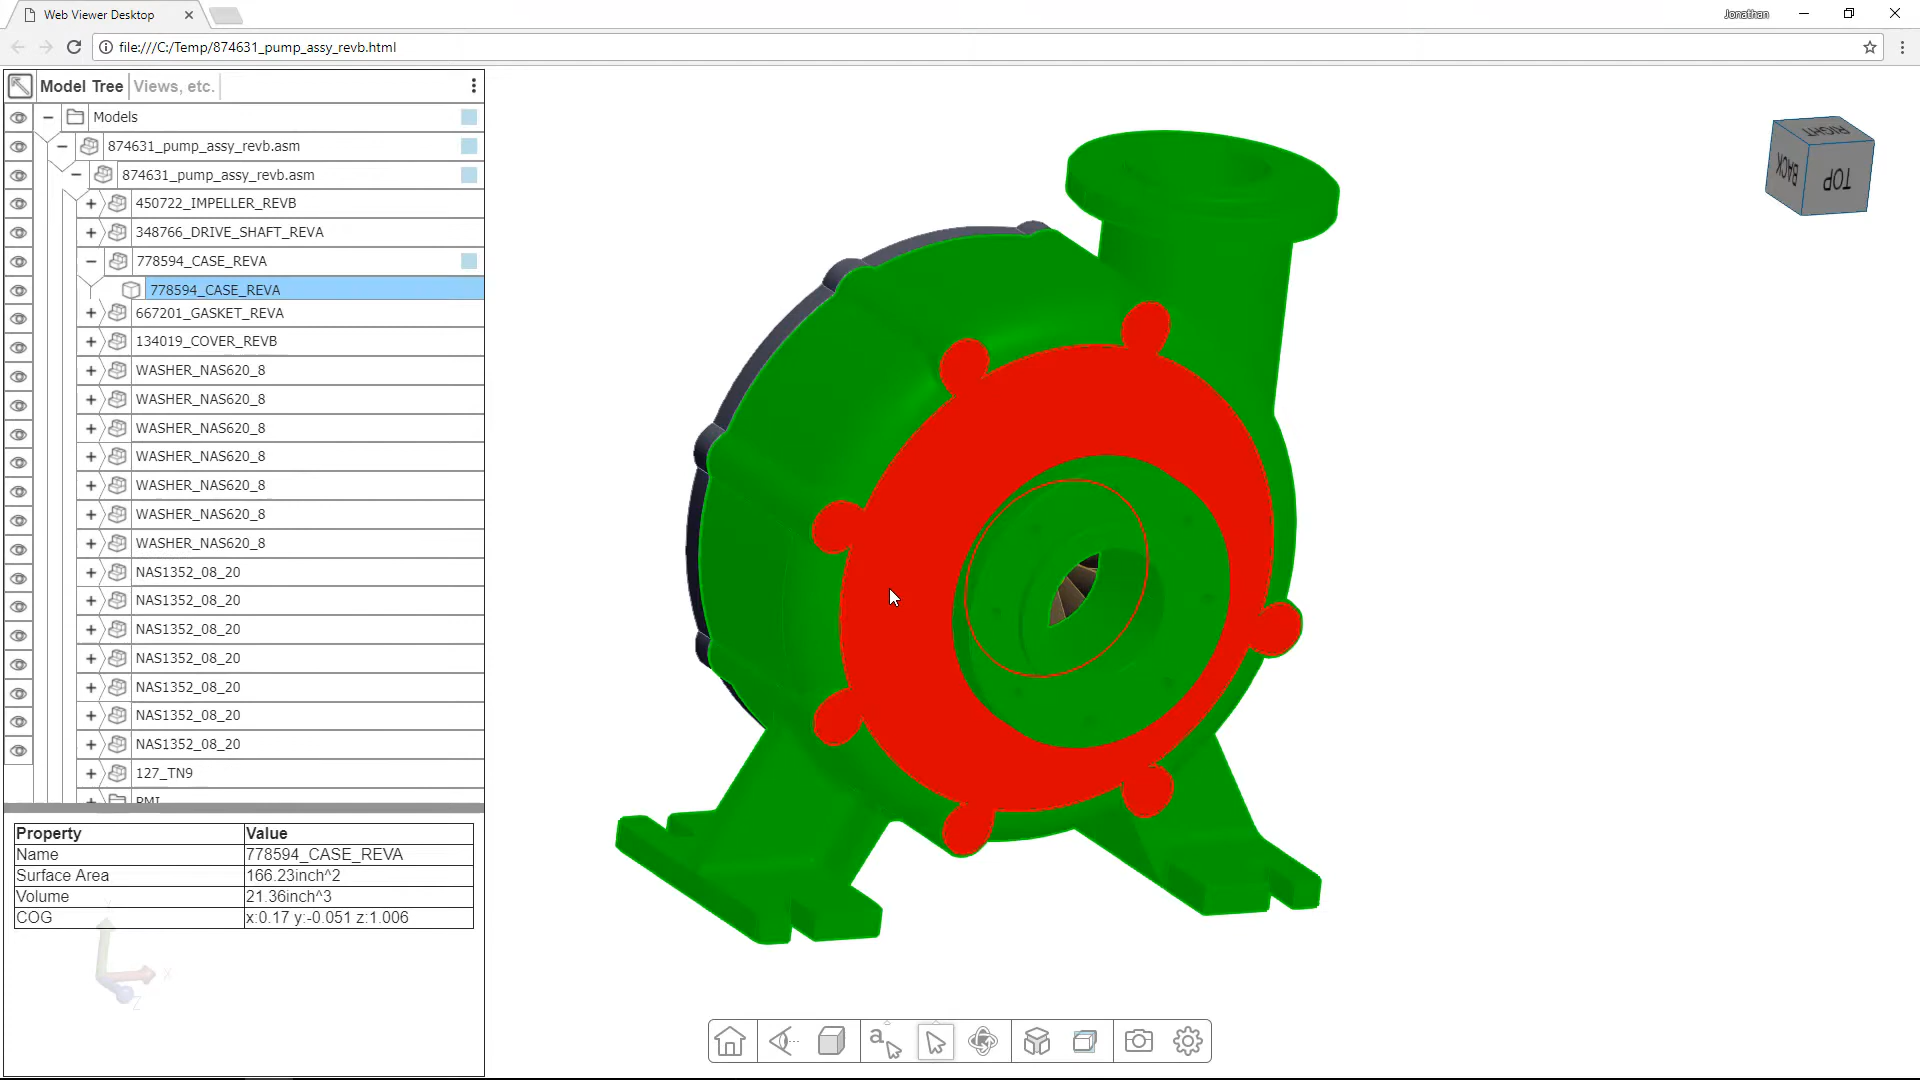 Web Viewer Desktop
Jonathan
file:///C:/Temp/874631_pump_assy_revb.html
Model Tree
Views, etc.
Models
874631_pump_assy_revb.asm
874631_pump_assy_revb.asm
450722_IMPELLER_REVB
348766_DRIVE_SHAFT_REVA
778594_CASE_REVA
778594_CASE_REVA
667201_GASKET_REVA
134019_COVER_REVB
WASHER_NAS620_8
WASHER_NAS620_8
WASHER_NAS620_8
WASHER_NAS620_8
WASHER_NAS620_8
WASHER_NAS620_8
WASHER_NAS620_8
NAS1352_08_20
NAS1352_08_20
NAS1352_08_20
NAS1352_08_20
NAS1352_08_20
NAS1352_08_20
NAS1352_08_20
127_TN9
PMI
Property Value
Name 778594_CASE_REVA
Surface Area 166.23inch^2
Volume 21.36inch^3
COG x:0.17 y:-0.051 z:1.006
X
Z
RIGHT
BACK
TOP
a